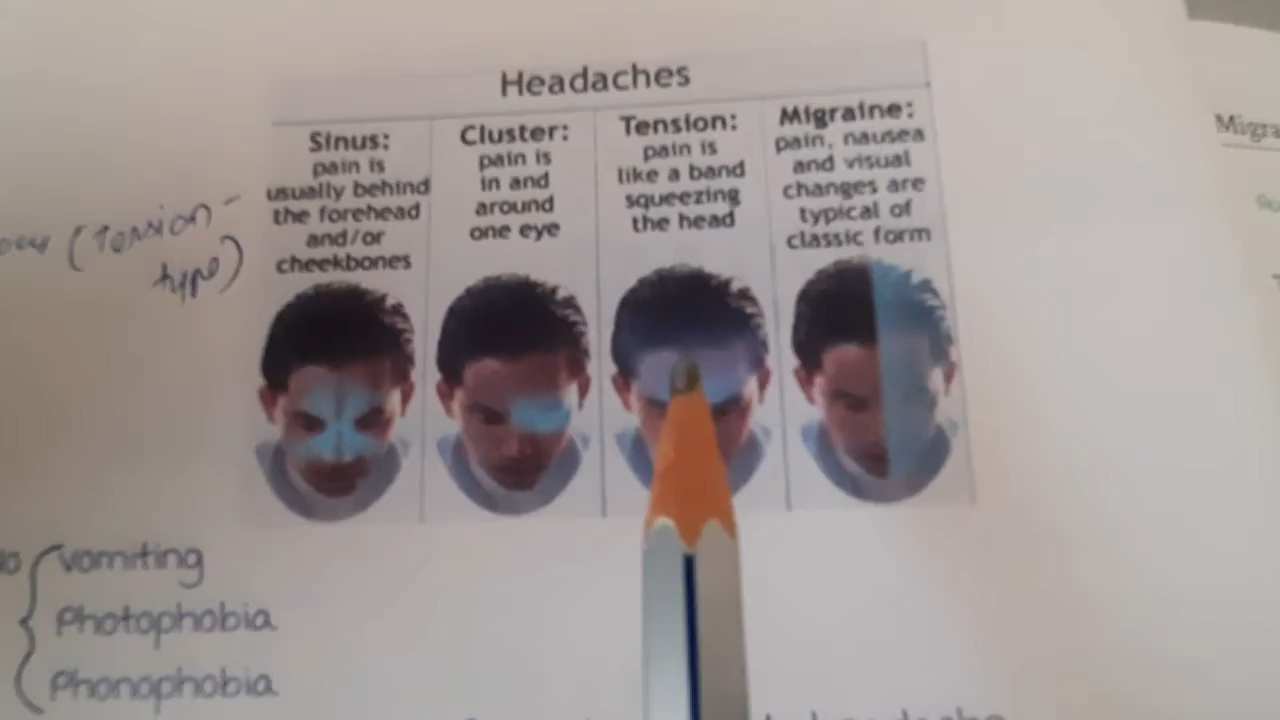 Headaches
Sinus:
pain is
usually behind
the forehead
and/or
cheekbones
Cluster:
pain is
in and
around
one eye
Tension:
pain is
like a band
squeezing
the head
Migraine:
pain, nausea
and visual
changes are
typical of
classic form
(Tension-
type)
vomiting
Photophobia
Phonophobia
Migra